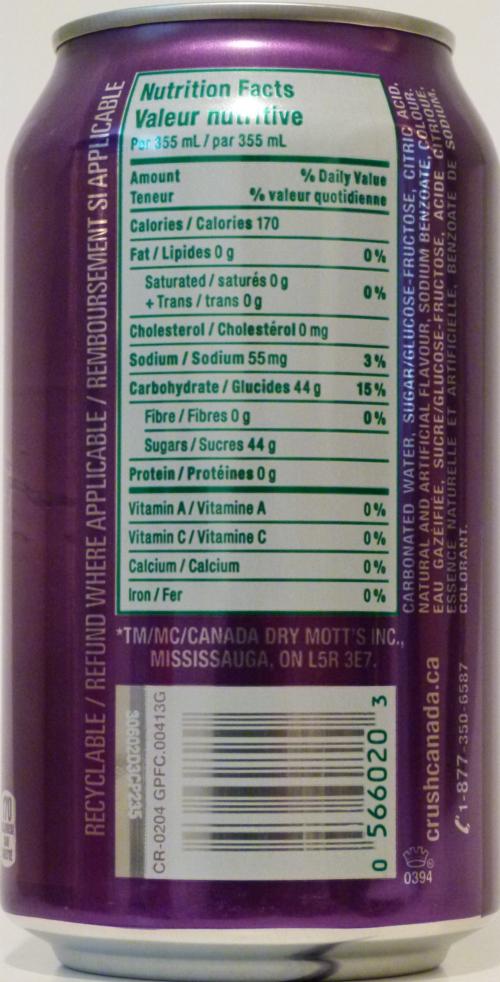 RECYCLABLE / REFUND WHERE APPLICABLE / REMBOURSEMENT SI APPLICABLE
Nutrition Facts
Valeur nutritive
Per 355 mL / par 355 mL
Amount % Daily Value
Teneur % valeur quotidienne
Calories / Calories 170
Fat / Lipides 0 g 0 %
Saturated / saturés 0 g
+ Trans / trans 0 g 0 %
Cholesterol / Cholestérol 0 mg
Sodium / Sodium 55 mg 3 %
Carbohydrate / Glucides 44 g 15 %
Fibre / Fibres 0 g 0 %
Sugars / Sucres 44 g
Protein / Protéines 0 g
Vitamin A / Vitamine A 0 %
Vitamin C / Vitamine C 0 %
Calcium / Calcium 0 %
Iron / Fer 0 %
CARBONATED WATER, SUGAR/GLUCOSE-FRUCTOSE, CITRIC ACID,
NATURAL AND ARTIFICIAL FLAVOUR, SODIUM BENZOATE, COLOUR.
EAU GAZÉIFIÉE, SUCRE/GLUCOSE-FRUCTOSE, ACIDE CITRIQUE,
ESSENCE NATURELLE ET ARTIFICIELLE, BENZOATE DE SODIUM,
COLORANT.
*TM/MC/CANADA DRY MOTT'S INC.,
MISSISSAUGA, ON L5R 3E7.
CR-0204 GPFC.00413G
0 566020 3
0394
crushcanada.ca
1-877-350-6587